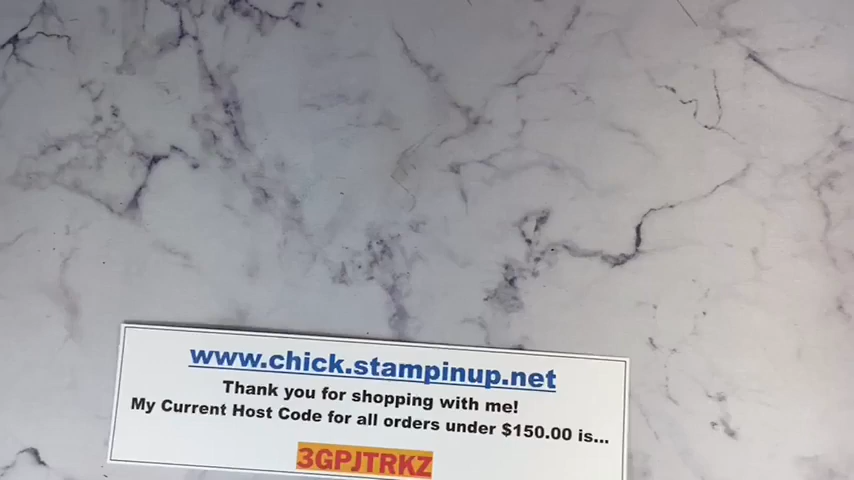 www.chick.stampinup.net
Thank you for shopping with me!
My Current Host Code for all orders under $150.00 is...
3GPJTRKZ